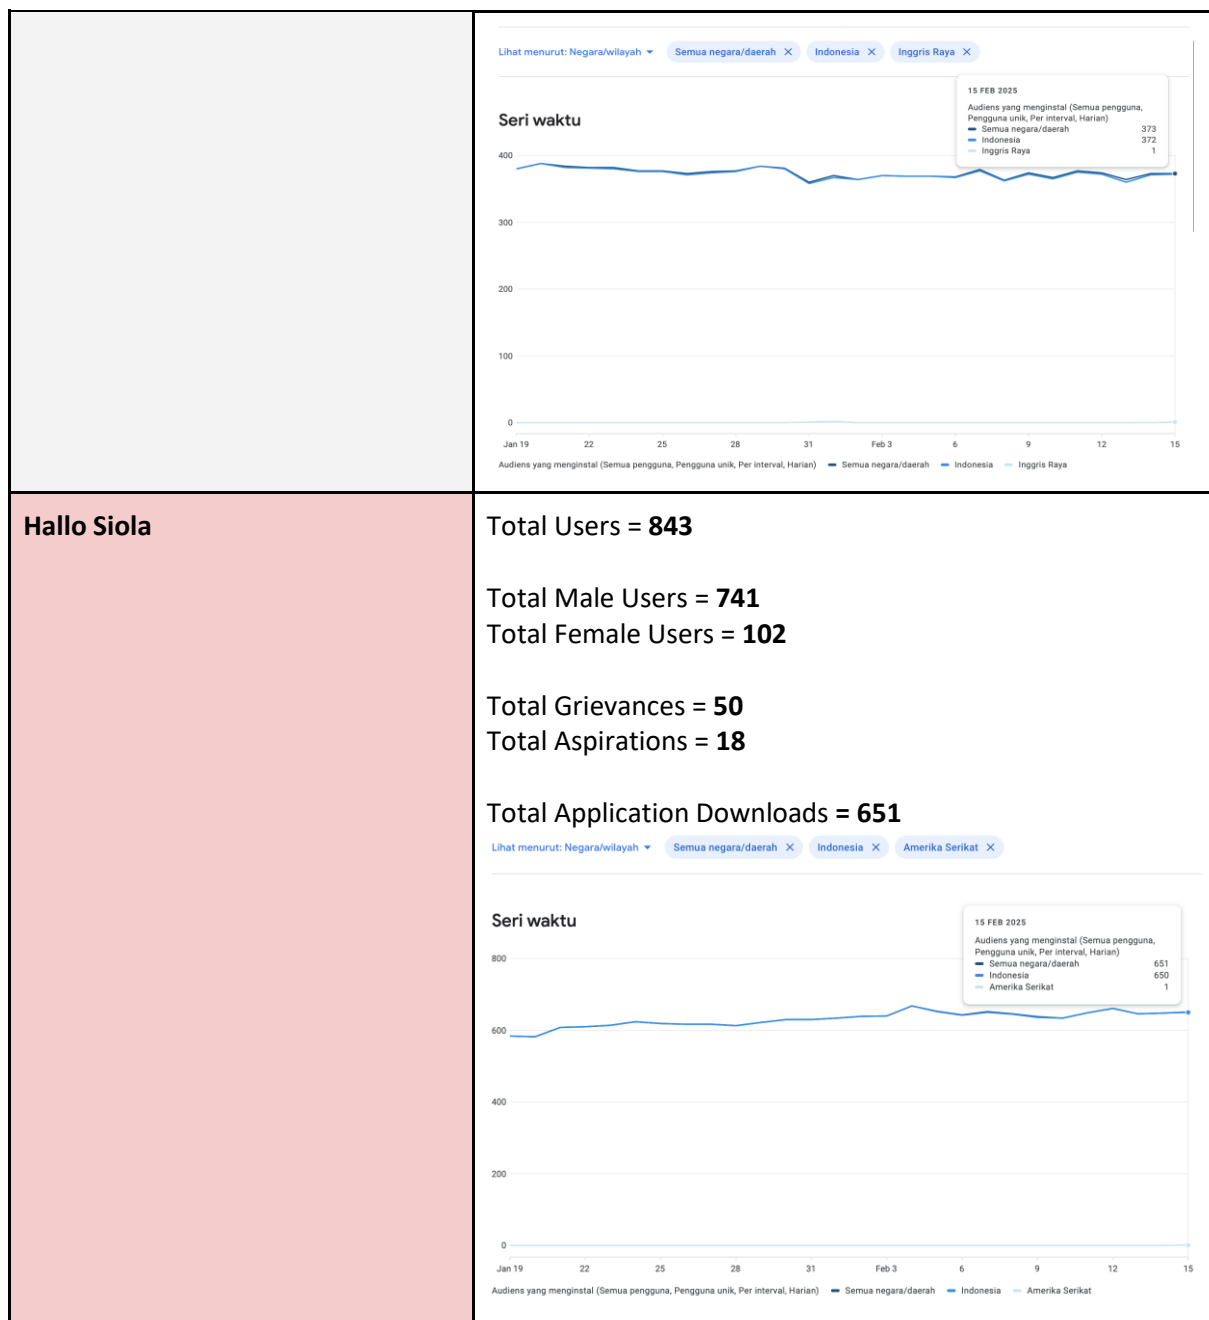 Lihat menurut: Negara/wilayah Semua negara/daerah Indonesia Inggris Raya
15 FEB 2025
Audiens yang menginstal (Semua pengguna,
Pengguna unik, Per interval, Harian)
Semua negara/daerah 373
Indonesia 372
Inggris Raya 1
Seri waktu
400
300
200
100
0
Jan 19 22 25 28 31 Feb 3 6 9 12 15
Audiens yang menginstal (Semua pengguna, Pengguna unik, Per interval, Harian) Semua negara/daerah Indonesia Inggris Raya
Hallo Siola
Total Users = 843
Total Male Users = 741
Total Female Users = 102
Total Grievances = 50
Total Aspirations = 18
Total Application Downloads = 651
Lihat menurut: Negara/wilayah Semua negara/daerah Indonesia Amerika Serikat
Seri waktu
15 FEB 2025
Audiens yang menginstal (Semua pengguna,
Pengguna unik, Per interval, Harian)
Semua negara/daerah 651
Indonesia 650
Amerika Serikat 1
800
600
400
200
0
Jan 19 22 25 28 31 Feb 3 6 9 12 15
Audiens yang menginstal (Semua pengguna, Pengguna unik, Per interval, Harian) Semua negara/daerah Indonesia Amerika Serikat